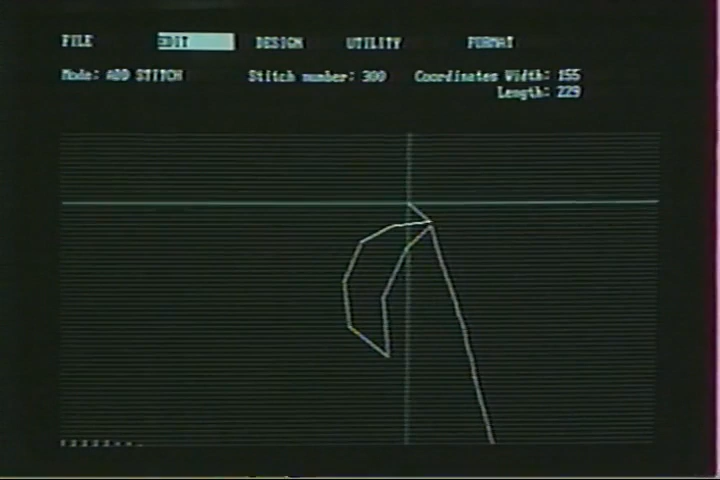 FILE EDIT DESIGN UTILITY FORMAT
Mode: ADD STITCH Stitch number: 300 Coordinates Width: 155
Length: 229